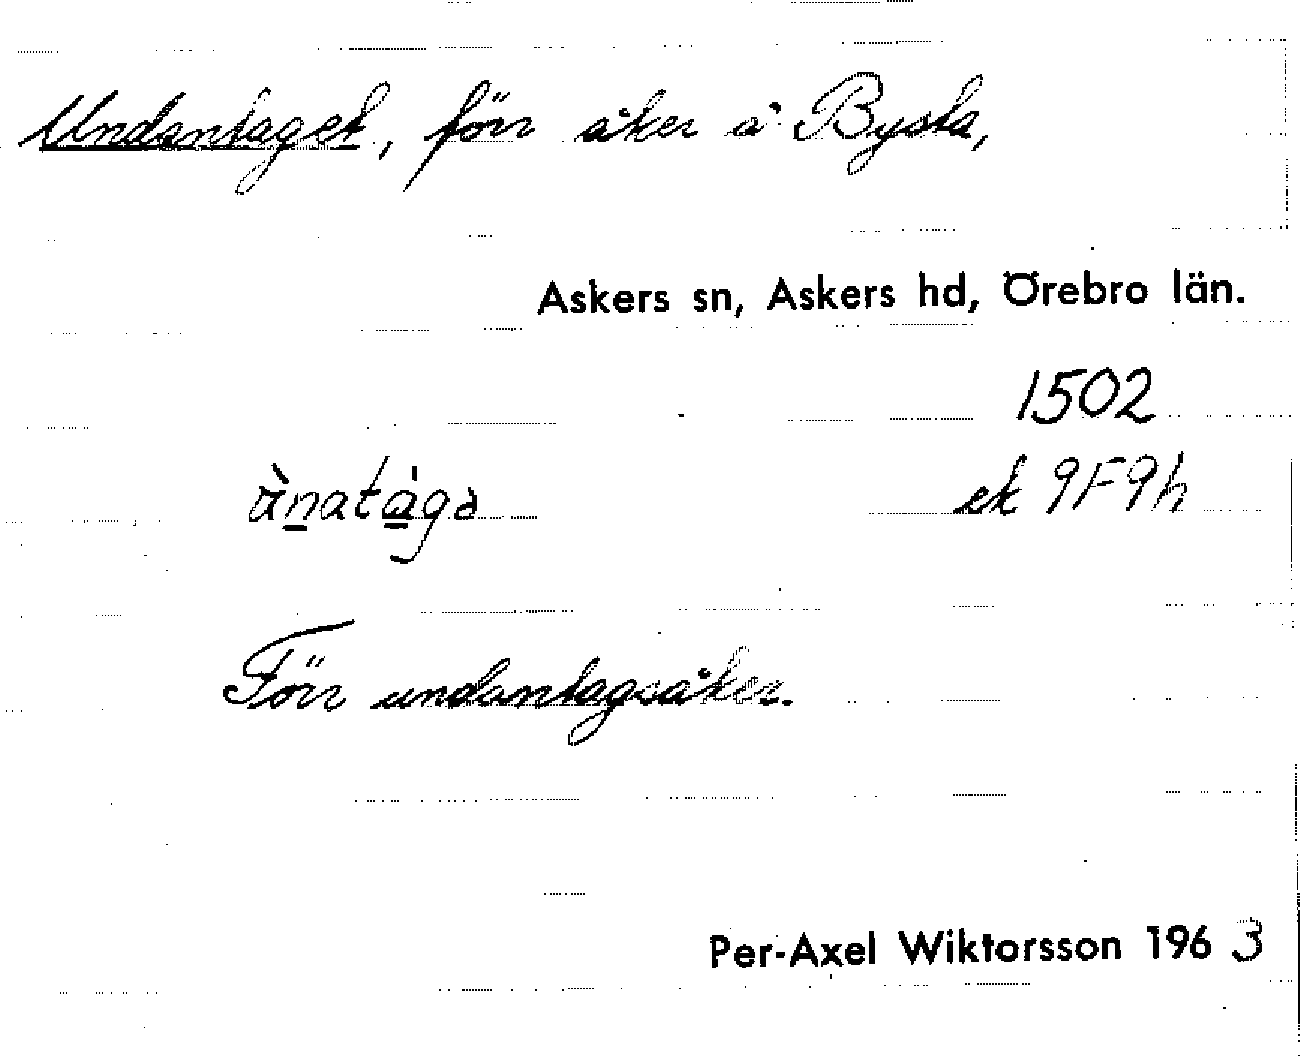 Undantaget, förr åker å Bysta,
Askers sn, Askers hd, Örebro län.
1502
ek 9F9h
Förr undantagsåker.
Per-Axel Wiktorsson 1963